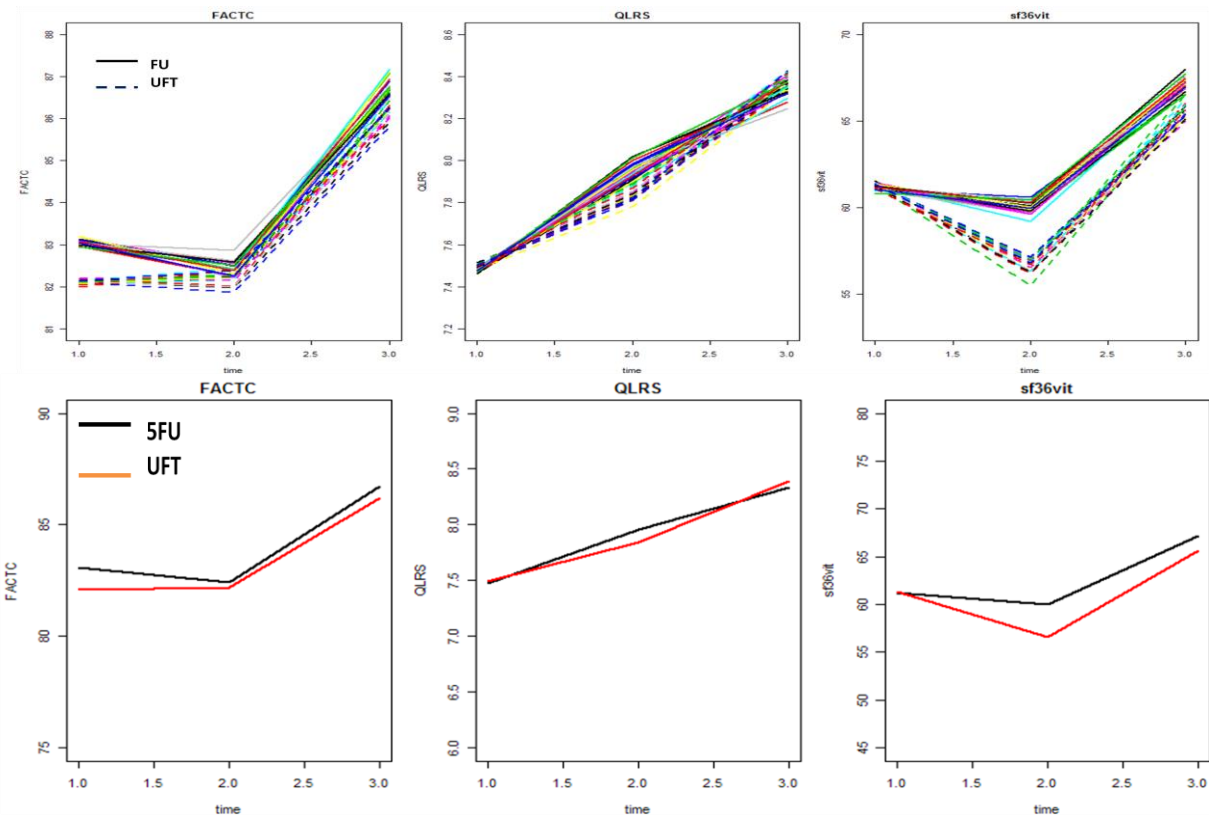 FACTC
QLRS
sf36vit
FACTC
81 82 83 84 85 86 87 88
FU
UFT
1.0 1.5 2.0 2.5 3.0
time
QLRS
7.2 7.4 7.6 7.8 8.0 8.2 8.4 8.6
1.0 1.5 2.0 2.5 3.0
time
sf36vit
55 60 65 70
1.0 1.5 2.0 2.5 3.0
time
FACTC
QLRS
sf36vit
FACTC
75 80 85 90
5FU
UFT
1.0 1.5 2.0 2.5 3.0
time
QLRS
6.0 6.5 7.0 7.5 8.0 8.5 9.0
1.0 1.5 2.0 2.5 3.0
time
sf36vit
45 50 55 60 65 70 75 80
1.0 1.5 2.0 2.5 3.0
time